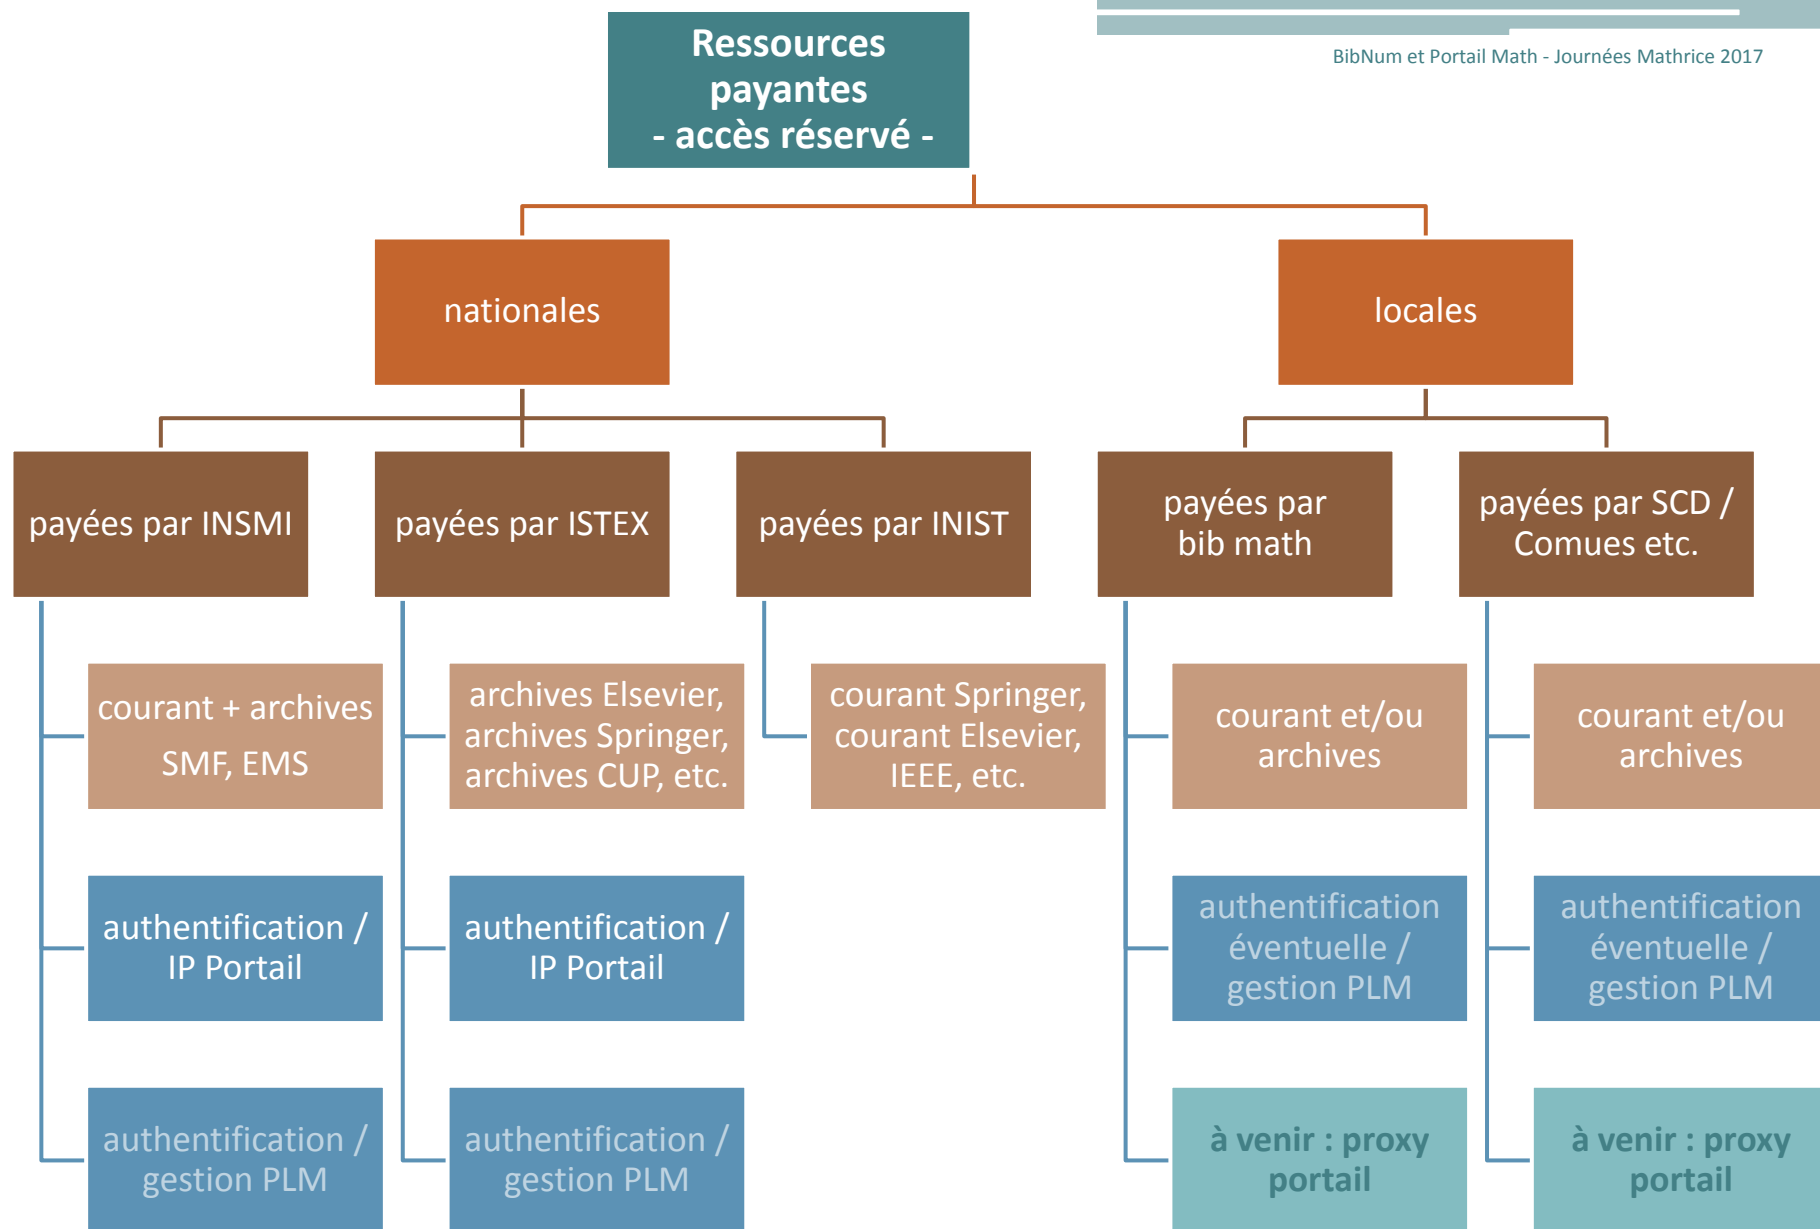 BibNum et Portail Math - Journées Mathrice 2017
Ressources
payantes
- accès réservé -
nationales
locales
payées par INSMI
payées par ISTEX
payées par INIST
payées par
bib math
payées par SCD /
Comues etc.
courant + archives
SMF, EMS
archives Elsevier,
archives Springer,
archives CUP, etc.
courant Springer,
courant Elsevier,
IEEE, etc.
courant et/ou
archives
courant et/ou
archives
authentification /
IP Portail
authentification /
IP Portail
authentification
éventuelle /
gestion PLM
authentification
éventuelle /
gestion PLM
authentification /
gestion PLM
authentification /
gestion PLM
à venir : proxy
portail
à venir : proxy
portail